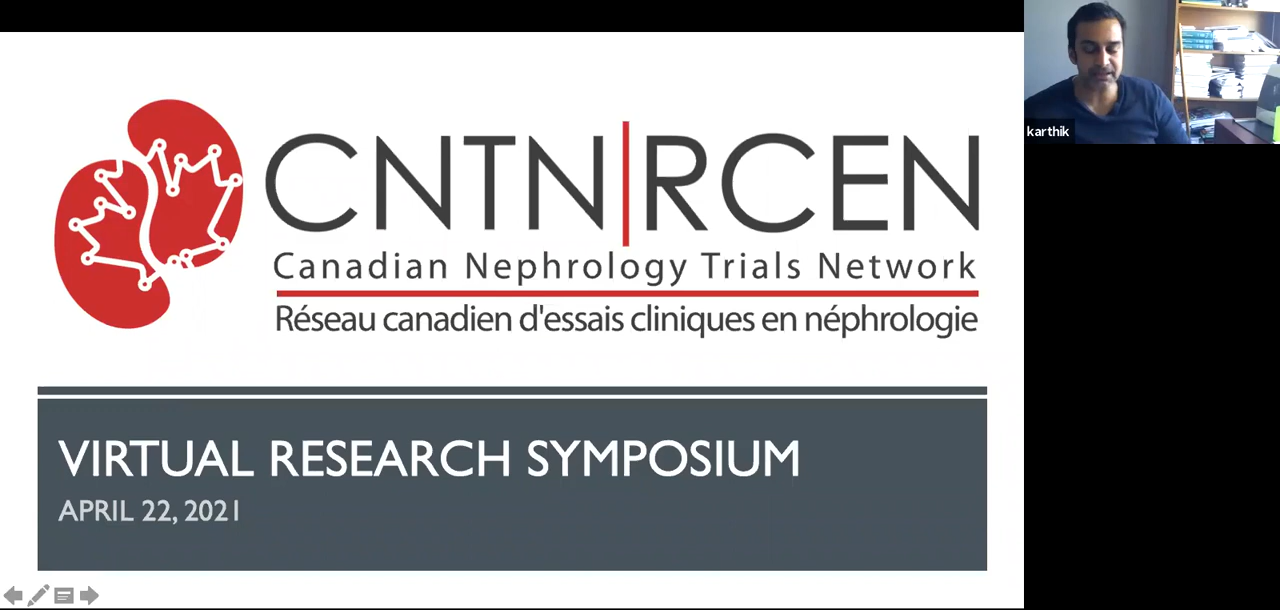 CNTN|RCEN
Canadian Nephrology Trials Network
Réseau canadien d'essais cliniques en néphrologie
VIRTUAL RESEARCH SYMPOSIUM
APRIL 22, 2021
karthik